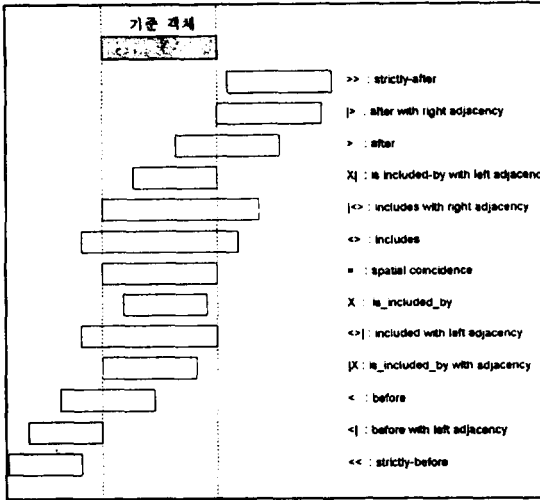 기준 객체
>> : strictly-after
|> : after with right adjacency
> : after
X| : is included-by with left adjacenc
|<> : includes with right adjacency
<> : includes
= : spatial coincidence
X : is_included_by
<>| : included with left adjacency
|X : is_included_by with adjacency
< : before
<| : before with left adjacency
<< : strictly-before